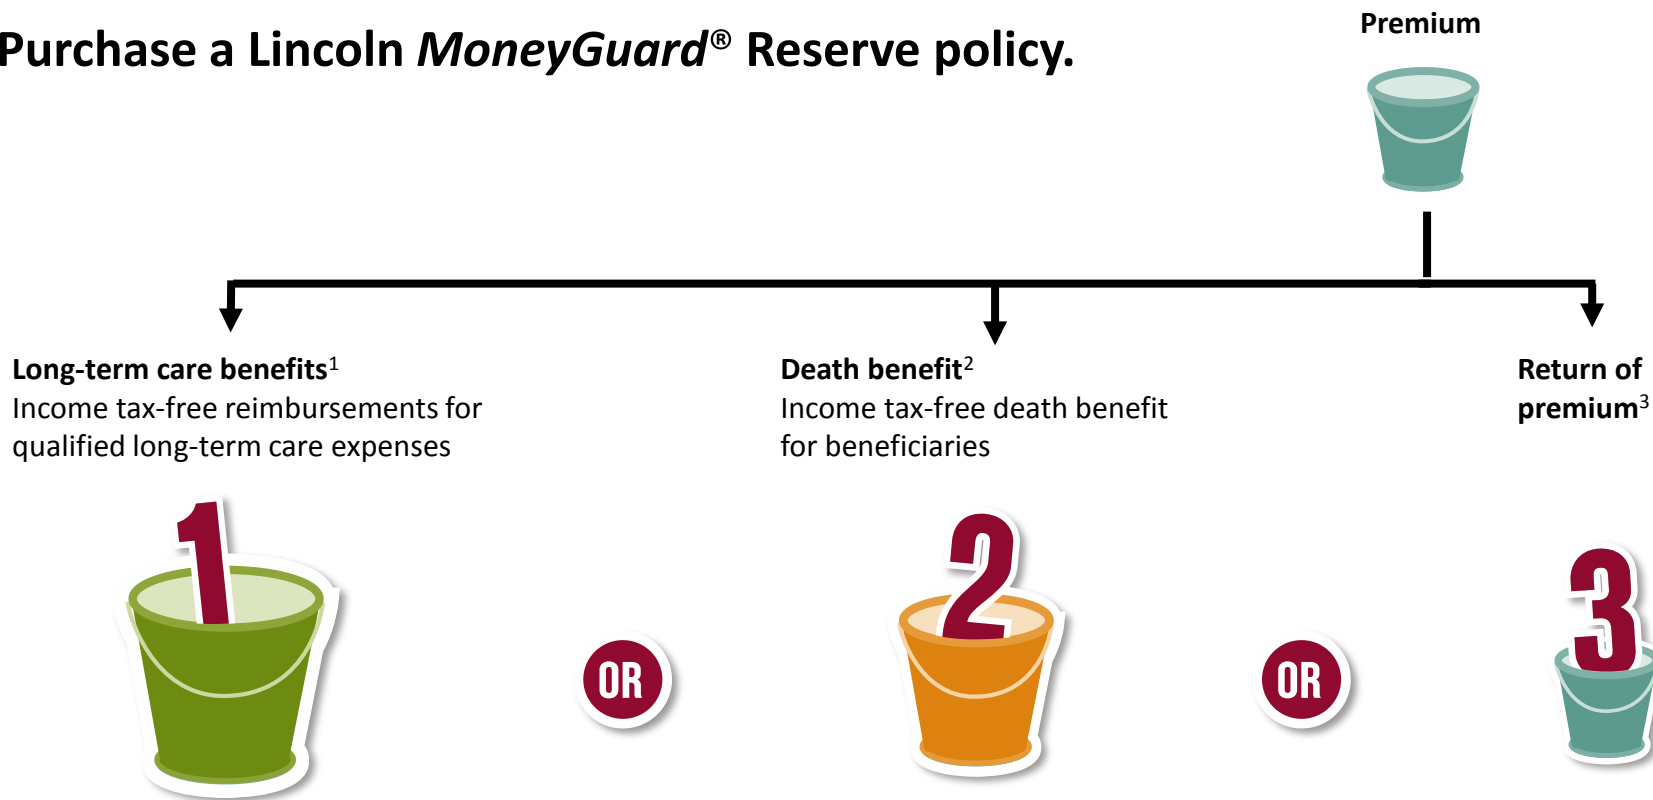 Premium
Purchase a Lincoln MoneyGuard® Reserve policy.
Long-term care benefits1
Income tax-free reimbursements for
qualified long-term care expenses
Death benefit2
Income tax-free death benefit
for beneficiaries
Return of
premium3
1
OR
2
OR
3